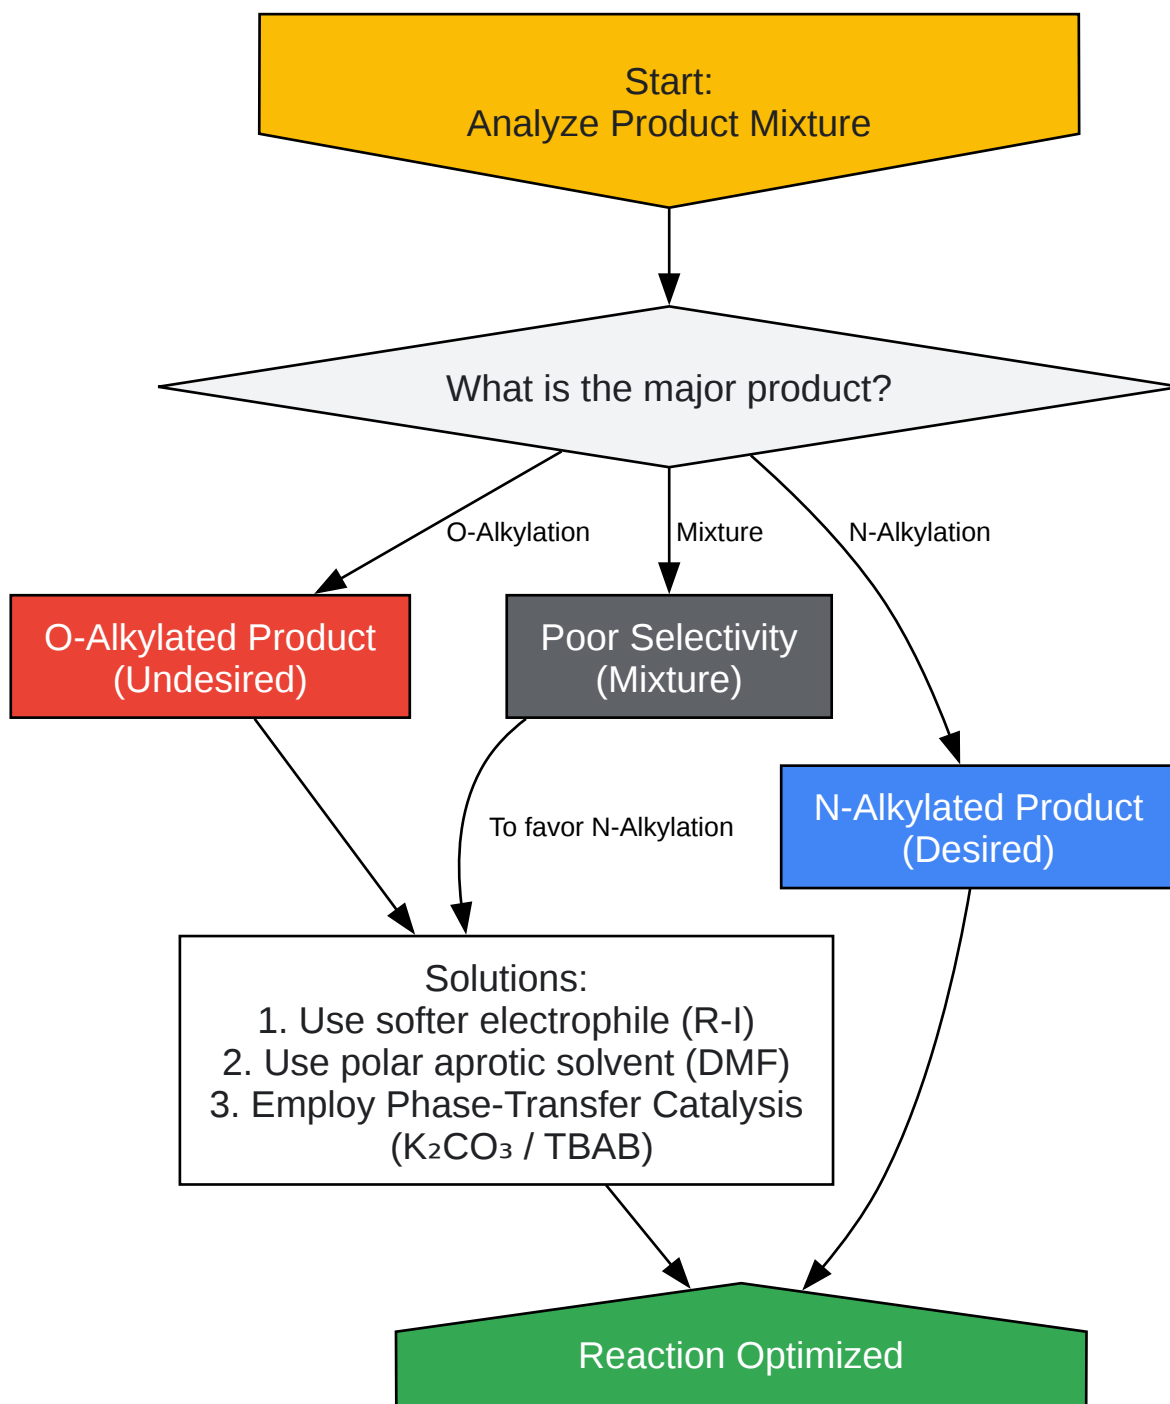 Start:
Analyze Product Mixture
What is the major product?
O-Alkylation
Mixture
N-Alkylation
O-Alkylated Product
(Undesired)
Poor Selectivity
(Mixture)
N-Alkylated Product
(Desired)
To favor N-Alkylation
Solutions:
1. Use softer electrophile (R-I)
2. Use polar aprotic solvent (DMF)
3. Employ Phase-Transfer Catalysis
(K₂CO₃ / TBAB)
Reaction Optimized